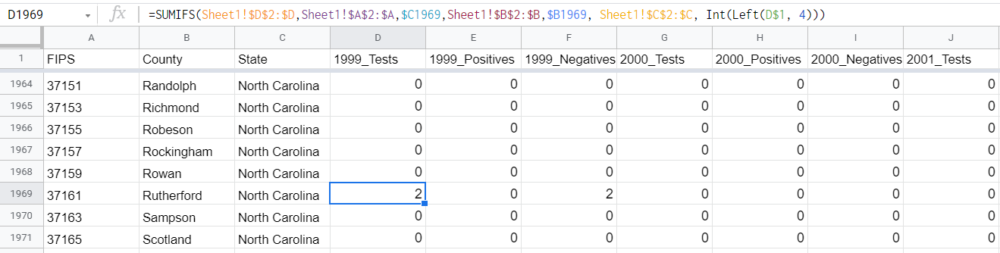 D1969 fx =SUMIFS(Sheet1!$D$2:$D,Sheet1!$A$2:$A,$C1969,Sheet1!$B$2:$B,$B1969, Sheet1!$C$2:$C, Int(Left(D$1, 4)))
A B C D E F G H I J
1 FIPS County State 1999_Tests 1999_Positives 1999_Negatives 2000_Tests 2000_Positives 2000_Negatives 2001_Tests
1964 37151 Randolph North Carolina 0 0 0 0 0 0 0
1965 37153 Richmond North Carolina 0 0 0 0 0 0 0
1966 37155 Robeson North Carolina 0 0 0 0 0 0 0
1967 37157 Rockingham North Carolina 0 0 0 0 0 0 0
1968 37159 Rowan North Carolina 0 0 0 0 0 0 0
1969 37161 Rutherford North Carolina 2 0 2 0 0 0 0
1970 37163 Sampson North Carolina 0 0 0 0 0 0 0
1971 37165 Scotland North Carolina 0 0 0 0 0 0 0